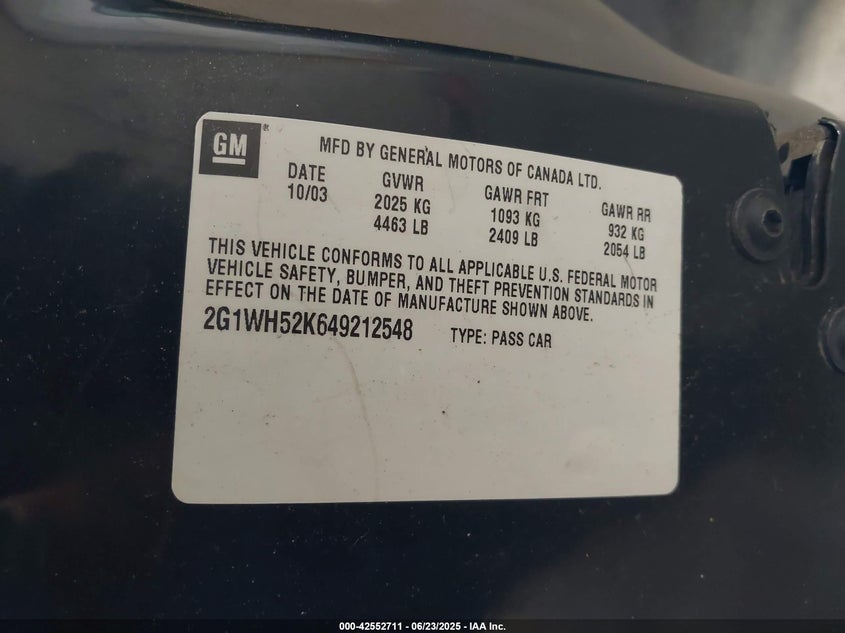 GM ®
MFD BY GENERAL MOTORS OF CANADA LTD.
DATE GVWR GAWR FRT GAWR RR
10/03 2025 KG 1093 KG 932 KG
4463 LB 2409 LB 2054 LB
THIS VEHICLE CONFORMS TO ALL APPLICABLE U.S. FEDERAL MOTOR
VEHICLE SAFETY, BUMPER, AND THEFT PREVENTION STANDARDS IN
EFFECT ON THE DATE OF MANUFACTURE SHOWN ABOVE.
2G1WH52K649212548 TYPE: PASS CAR
000-42552711 - 06/23/2025 - IAA Inc.